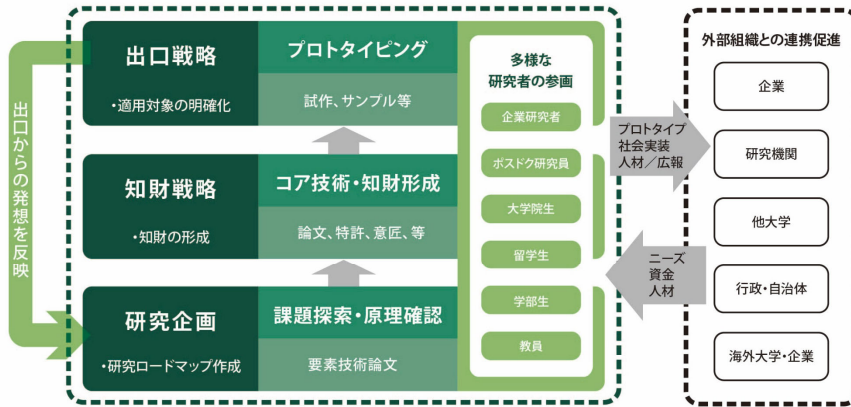 出口からの発想を反映
出口戦略
・適用対象の明確化
プロトタイピング
試作、サンプル等
知財戦略
・知財の形成
コア技術・知財形成
論文、特許、意匠、等
研究企画
・研究ロードマップ作成
課題探索・原理確認
要素技術論文
多様な
研究者の参画
企業研究者
ポスドク研究員
大学院生
留学生
学部生
教員
プロトタイプ
社会実装
人材／広報
ニーズ
資金
人材
外部組織との連携促進
企業
研究機関
他大学
行政・自治体
海外大学・企業